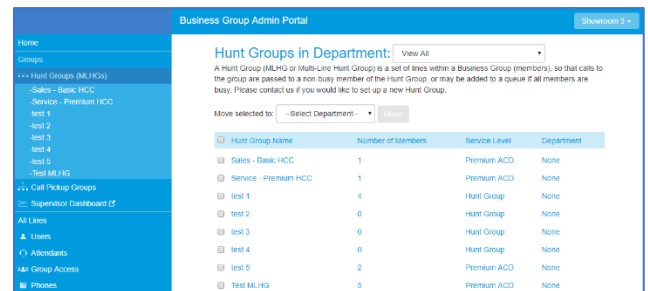 Business Group Admin Portal
Showroom 3
Home
Groups
Hunt Groups (MLHGs)
-Sales - Basic HCC
-Service - Premium HCC
-test 1
-test 2
-test 3
-test 4
-test 5
-Test MLHG
Call Pickup Groups
Supervisor Dashboard
All Lines
Users
Attendants
Group Access
Phones
Hunt Groups in Department: View All
A Hunt Group (MLHG or Multi-Line Hunt Group) is a set of lines within a Business Group (members), so that calls to
the group are passed to a non-busy member of the Hunt Group, or may be added to a queue if all members are
busy. Please contact us if you would like to set up a new Hunt Group.
Move selected to: --Select Department-- Move
Hunt Group Name Number of Members Service Level Department
Sales - Basic HCC 1 Premium ACD None
Service - Premium HCC 1 Premium ACD None
test 1 4 Hunt Group None
test 2 0 Hunt Group None
test 3 0 Hunt Group None
test 4 0 Hunt Group None
test 5 2 Premium ACD None
Test MLHG 5 Premium ACD None